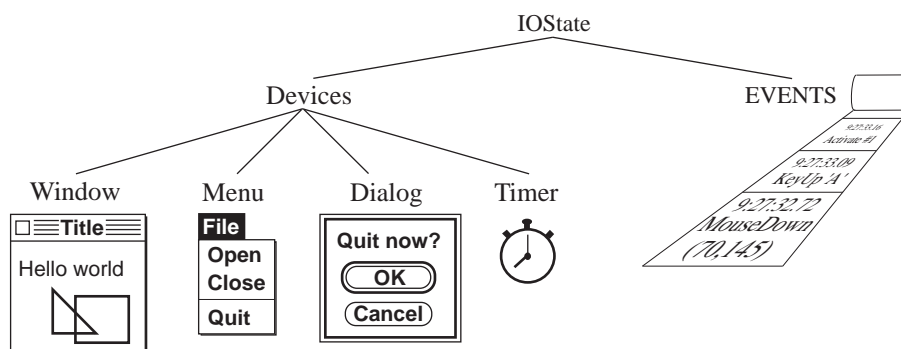 IOState
Devices
EVENTS
9:27:33.16
Activate #1
9:27:33.09
KeyUp 'A'
9:27:32.72
MouseDown
(70,145)
Window
Menu
Dialog
Timer
Title
Hello world
File
Open
Close
Quit
Quit now?
OK
Cancel